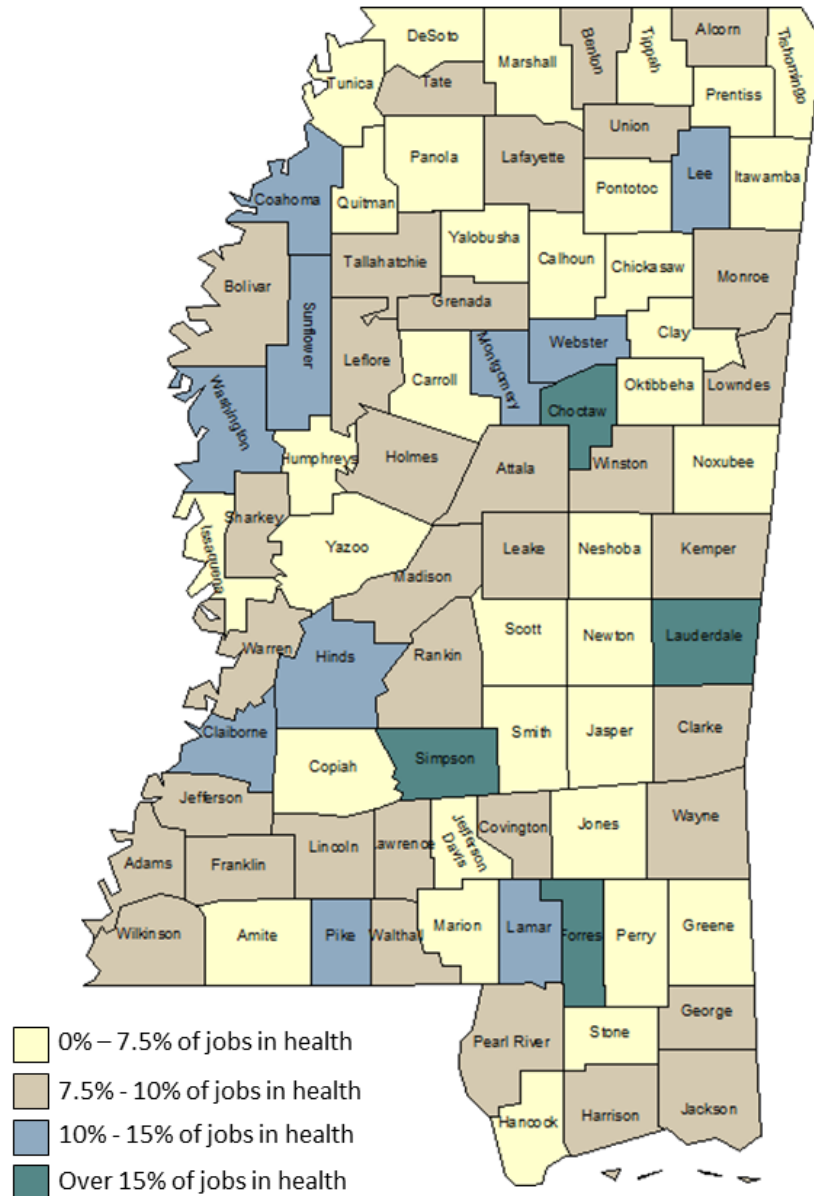 DeSoto
Marshall
Benton
Tippah
Alcorn
Tishomingo
Tunica
Tate
Prentiss
Union
Panola
Lafayette
Pontotoc
Lee
Itawamba
Coahoma
Quitman
Yalobusha
Calhoun
Chickasaw
Tallahatchie
Monroe
Bolivar
Grenada
Sunflower
Clay
Webster
Montgomery
Leflore
Carroll
Oktibbeha
Lowndes
Washington
Choctaw
Humphreys
Holmes
Attala
Winston
Noxubee
Sharkey
Issaquena
Yazoo
Leake
Neshoba
Kemper
Madison
Scott
Newton
Lauderdale
Warren
Hinds
Rankin
Claiborne
Smith
Jasper
Clarke
Copiah
Simpson
Jefferson
Jefferson
Davis
Covington
Jones
Wayne
Lincoln
Lawrence
Adams
Franklin
Wilkinson
Amite
Pike
Walthall
Marion
Lamar
Forres
Perry
Greene
George
Pearl River
Stone
Hancock
Harrison
Jackson
0% – 7.5% of jobs in health
7.5% - 10% of jobs in health
10% - 15% of jobs in health
Over 15% of jobs in health